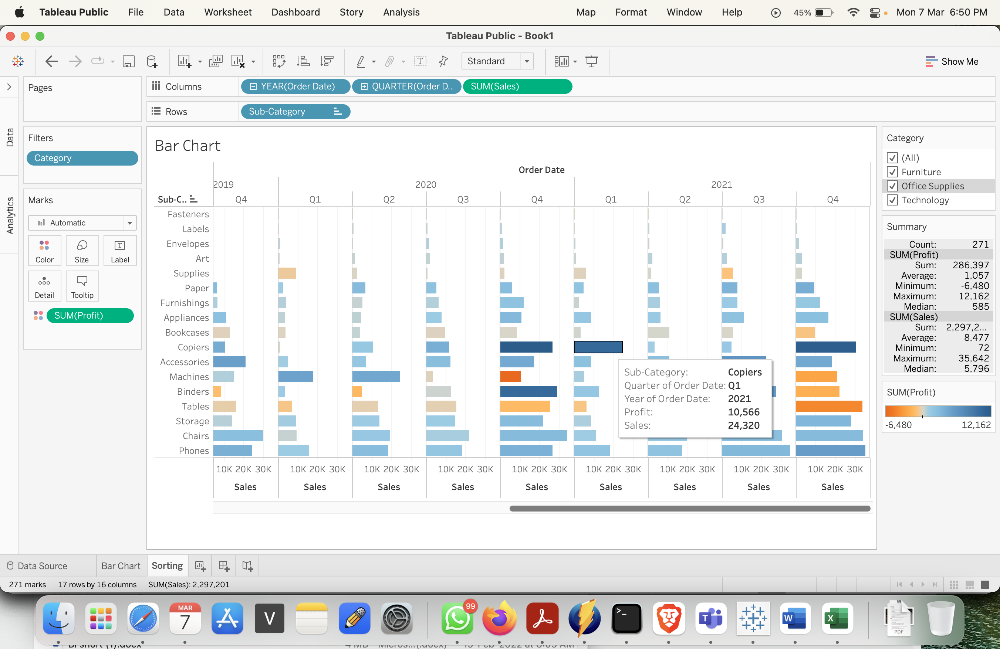 Tableau Public File Data Worksheet Dashboard Story Analysis Map Format Window Help 45% Mon 7 Mar 6:50 PM
Tableau Public - Book1
Standard
Show Me
Pages
Columns
YEAR(Order Date)
QUARTER(Order D..
SUM(Sales)
Rows
Sub-Category
Data
Analytics
Filters
Category
Marks
Automatic
Color
Size
Label
Detail
Tooltip
SUM(Profit)
Bar Chart
Order Date
2019 2020 2021
Sub-C.. Q4 Q1 Q2 Q3 Q4 Q1 Q2 Q3 Q4
Fasteners
Labels
Envelopes
Art
Supplies
Paper
Furnishings
Appliances
Bookcases
Copiers
Accessories
Machines
Binders
Tables
Storage
Chairs
Phones
10K 20K 30K 10K 20K 30K 10K 20K 30K 10K 20K 30K 10K 20K 30K 10K 20K 30K 10K 20K 30K 10K 20K 30K 10K 20K 30K
Sales Sales Sales Sales Sales Sales Sales Sales Sales
Sub-Category: Copiers
Quarter of Order Date: Q1
Year of Order Date: 2021
Profit: 10,566
Sales: 24,320
Category
(All)
Furniture
Office Supplies
Technology
Summary
Count: 271
SUM(Profit)
Sum: 286,397
Average: 1,057
Minimum: -6,480
Maximum: 12,162
Median: 585
SUM(Sales)
Sum: 2,297,2...
Average: 8,477
Minimum: 72
Maximum: 35,642
Median: 5,796
SUM(Profit)
-6,480 12,162
Data Source Bar Chart Sorting
271 marks 17 rows by 16 columns SUM(Sales): 2,297,201
MAR
7
V
99
>_
T
W
X
PDF